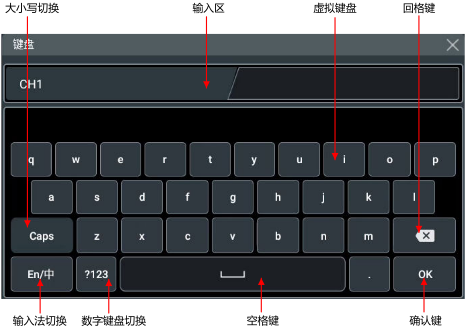 大小写切换 输入区 虚拟键盘 回格键
键盘
CH1
q w e r t y u i o p
a s d f g h j k l
Caps z x c v b n m
En/中 ?123 . OK
输入法切换 数字键盘切换 空格键 确认键